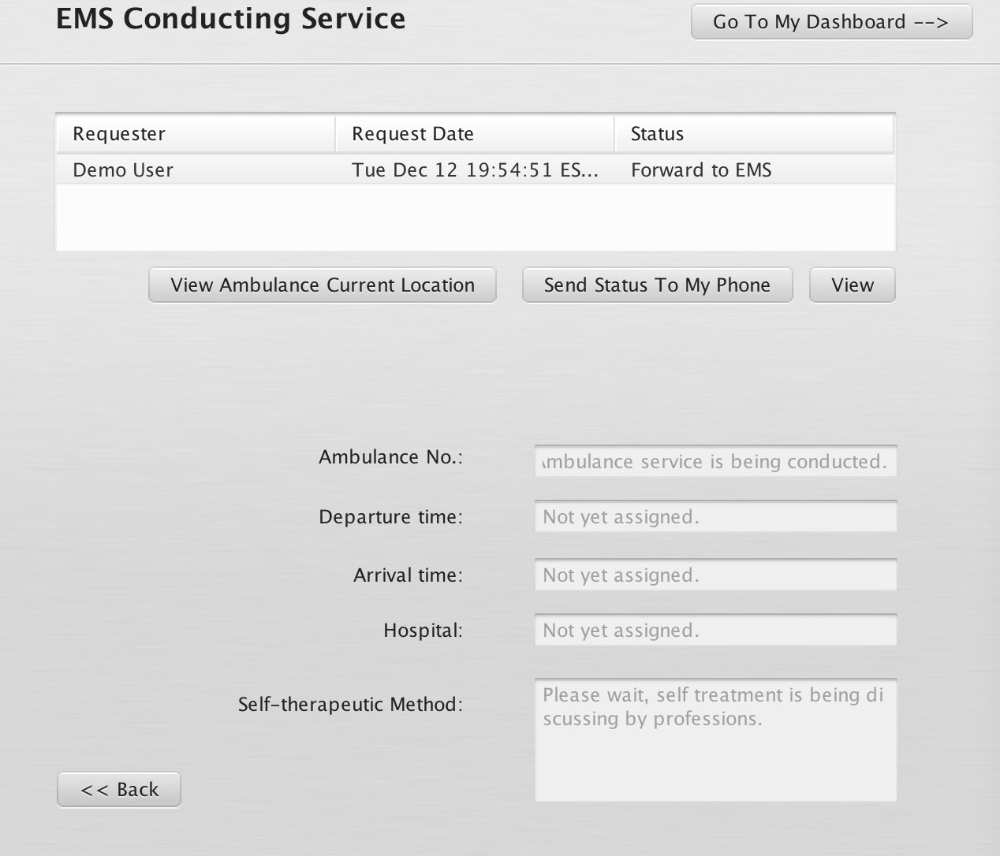 EMS Conducting Service
Go To My Dashboard -->
Requester Request Date Status
Demo User Tue Dec 12 19:54:51 ES... Forward to EMS
View Ambulance Current Location Send Status To My Phone View
Ambulance No.: Ambulance service is being conducted.
Departure time: Not yet assigned.
Arrival time: Not yet assigned.
Hospital: Not yet assigned.
Self-therapeutic Method: Please wait, self treatment is being di
scussing by professions.
<< Back